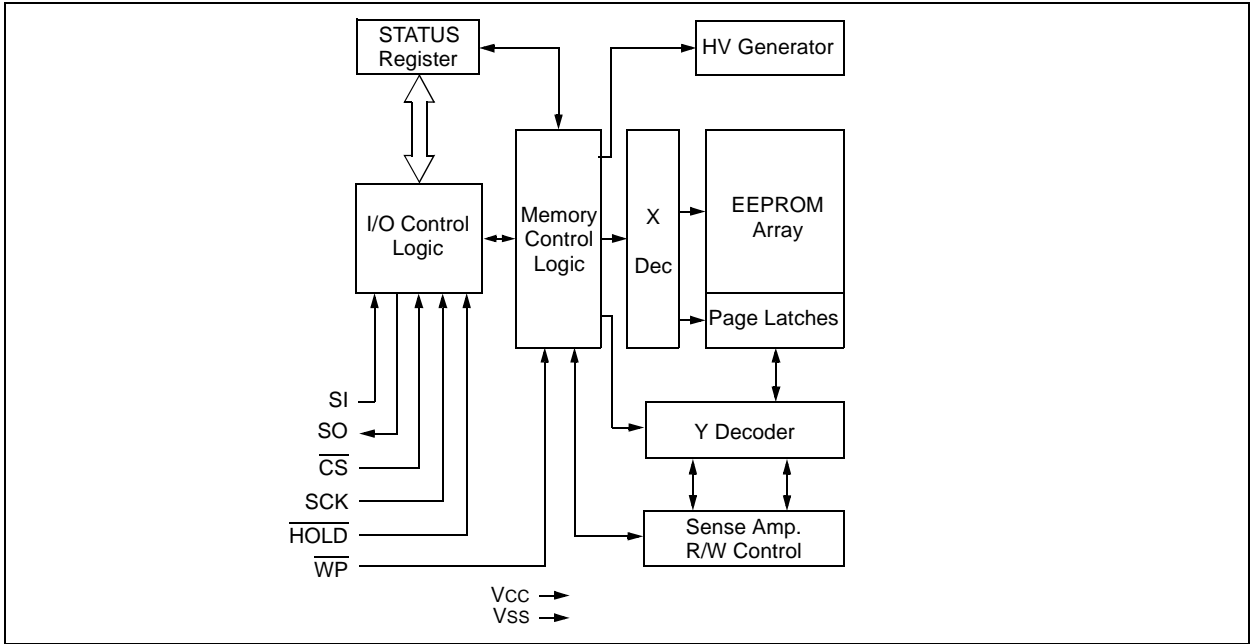 STATUS
Register
HV Generator
I/O Control
Logic
Memory
Control
Logic
X
Dec
EEPROM
Array
Page Latches
SI
SO
CS
SCK
HOLD
WP
Y Decoder
Sense Amp.
R/W Control
VCC
VSS